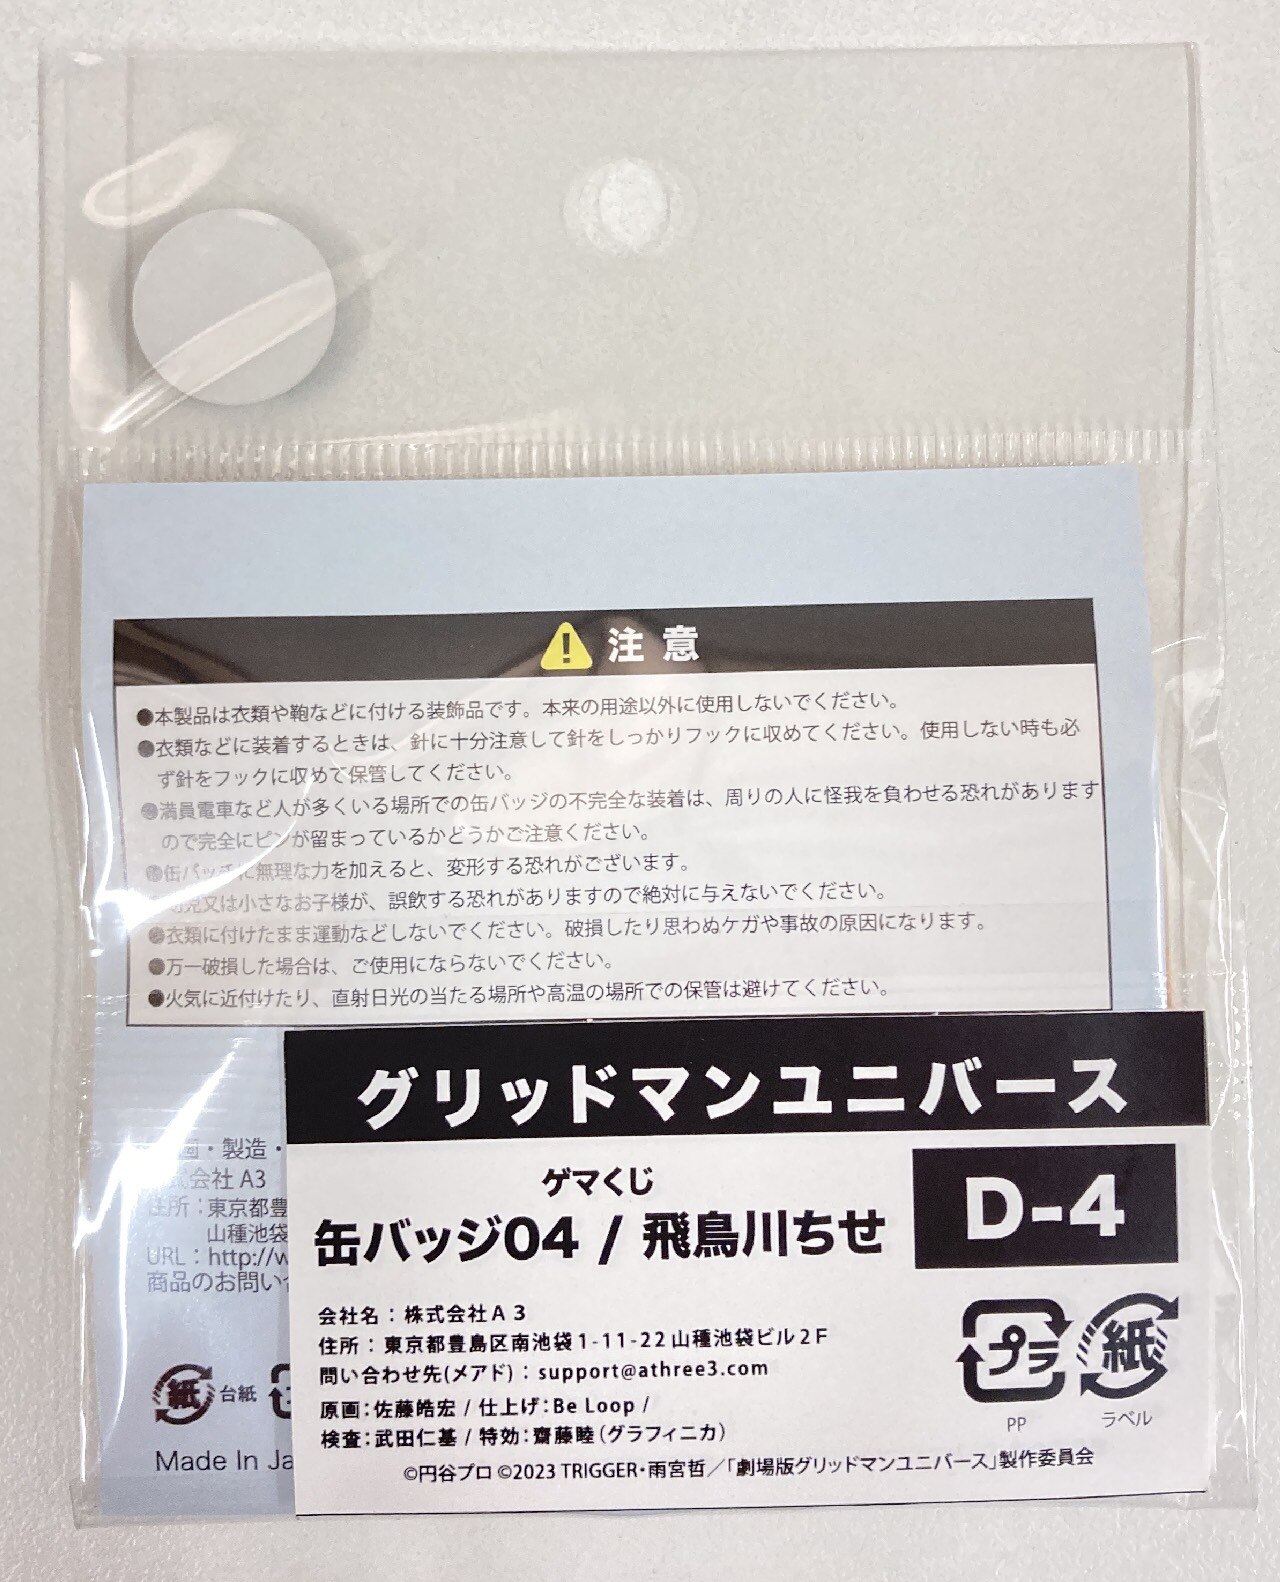 注意
●本製品は衣類や鞄などに付ける装飾品です。本来の用途以外に使用しないでください。
●衣類などに装着するときは、針に十分注意して針をしっかりフックに収めてください。使用しない時も必
ず針をフックに収めて保管してください。
●満員電車など人が多くいる場所での缶バッジの不完全な装着は、周りの人に怪我を負わせる恐れがあります
ので完全にピンが留まっているかどうかご注意ください。
●缶バッチに無理な力を加えると、変形する恐れがございます。
幼児又は小さなお子様が、誤飲する恐れがありますので絶対に与えないでください。
●衣類に付けたまま運動などしないでください。破損したり思わぬケガや事故の原因になります。
●万一破損した場合は、ご使用にならないでください。
●火気に近付けたり、直射日光の当たる場所や高温の場所での保管は避けてください。
グリッドマンユニバース
ゲマくじ
缶バッジ04 / 飛鳥川ちせ
D-4
会社名:株式会社A3
住所:東京都豊島区南池袋1-11-22山種池袋ビル2F
問い合わせ先(メアド):support@athree3.com
原画:佐藤皓宏 / 仕上げ:Be Loop /
検査:武田仁基 / 特効:齋藤睦(グラフィニカ)
©円谷プロ ©2023 TRIGGER・雨宮哲/「劇場版グリッドマンユニバース」製作委員会
プラ
PP
紙
ラベル
画・製造・
式会社 A3
住所:東京都豊
山種池袋
URL:http://w
商品のお問い
紙
台紙
Made In Ja